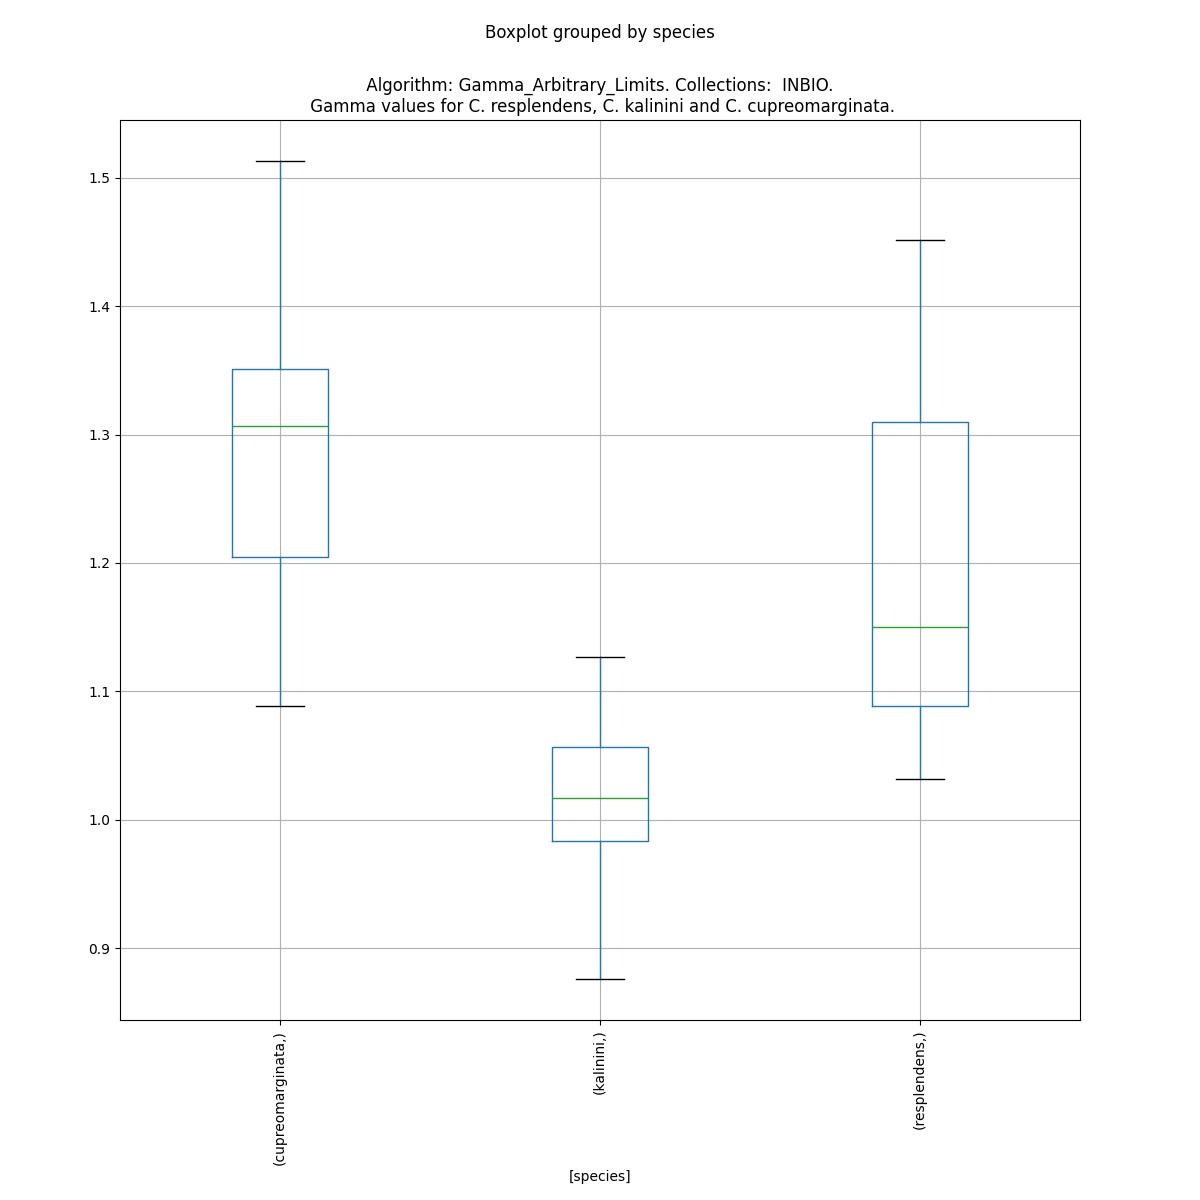 Boxplot grouped by species
Algorithm: Gamma_Arbitrary_Limits. Collections:  INBIO.
Gamma values for C. resplendens, C. kalinini and C. cupreomarginata.
1.5
1.4
1.3
1.2
1.1
1.0
0.9
(cupreomarginata,)
(kalinini,)
(resplendens,)
[species]